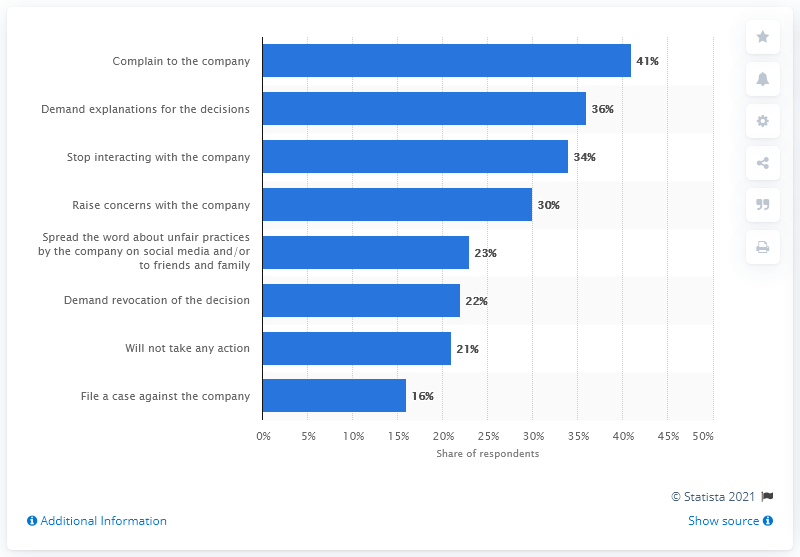 Complain to the company
41%
Demand explanations for the decisions
36%
Stop interacting with the company
34%
Raise concerns with the company
30%
Spread the word about unfair practices
by the company on social media and/or
to friends and family
23%
Demand revocation of the decision
22%
Will not take any action
21%
File a case against the company
16%
0% 5% 10% 15% 20% 25% 30% 35% 40% 45% 50%
Share of respondents
© Statista 2021
Additional Information
Show source